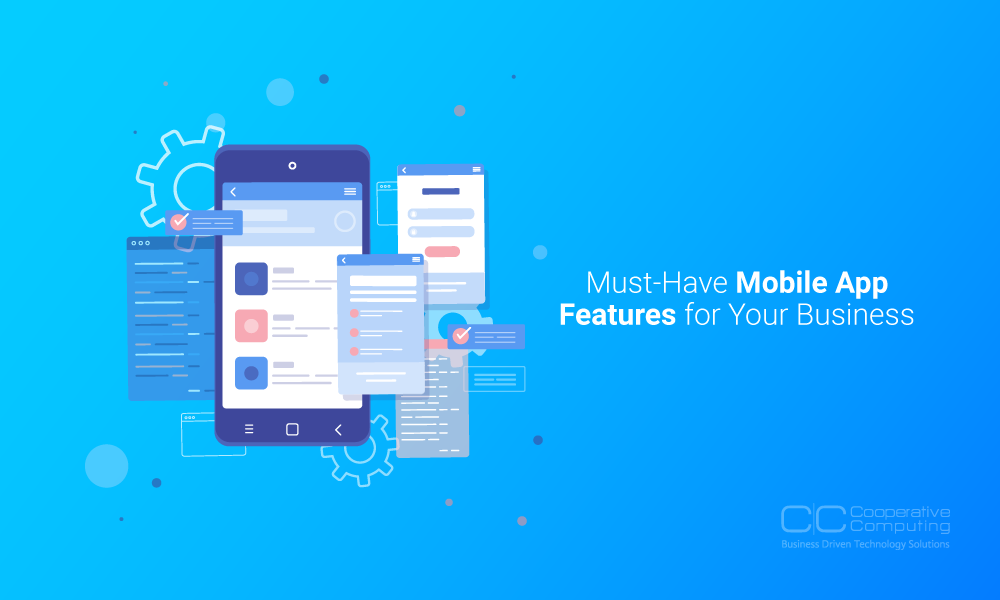 Must-Have Mobile App
Features for Your Business
C|C Cooperative
Computing
Business Driven Technology Solutions